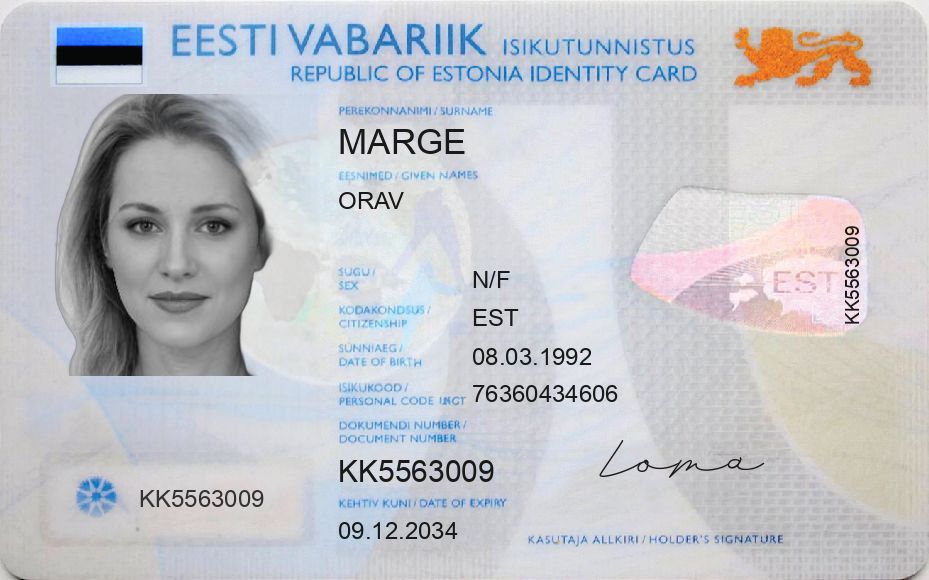 EESTI VABARIIK ISIKUTUNNISTUS
REPUBLIC OF ESTONIA IDENTITY CARD
PEREKONNANIMI / SURNAME
MARGE
EESNIMED / GIVEN NAMES
ORAV
SUGU /
SEX
N/F
KODAKONDSUS /
CITIZENSHIP
EST
SÜNNIAEG /
DATE OF BIRTH
08.03.1992
ISIKUKOOD /
PERSONAL CODE
76360434606
DOKUMENDI NUMBER /
DOCUMENT NUMBER
KK5563009
KEHTIV KUNI / DATE OF EXPIRY
09.12.2034
KK5563009
EST
KK5563009
Loma
KASUTAJA ALLKIRI / HOLDER'S SIGNATURE